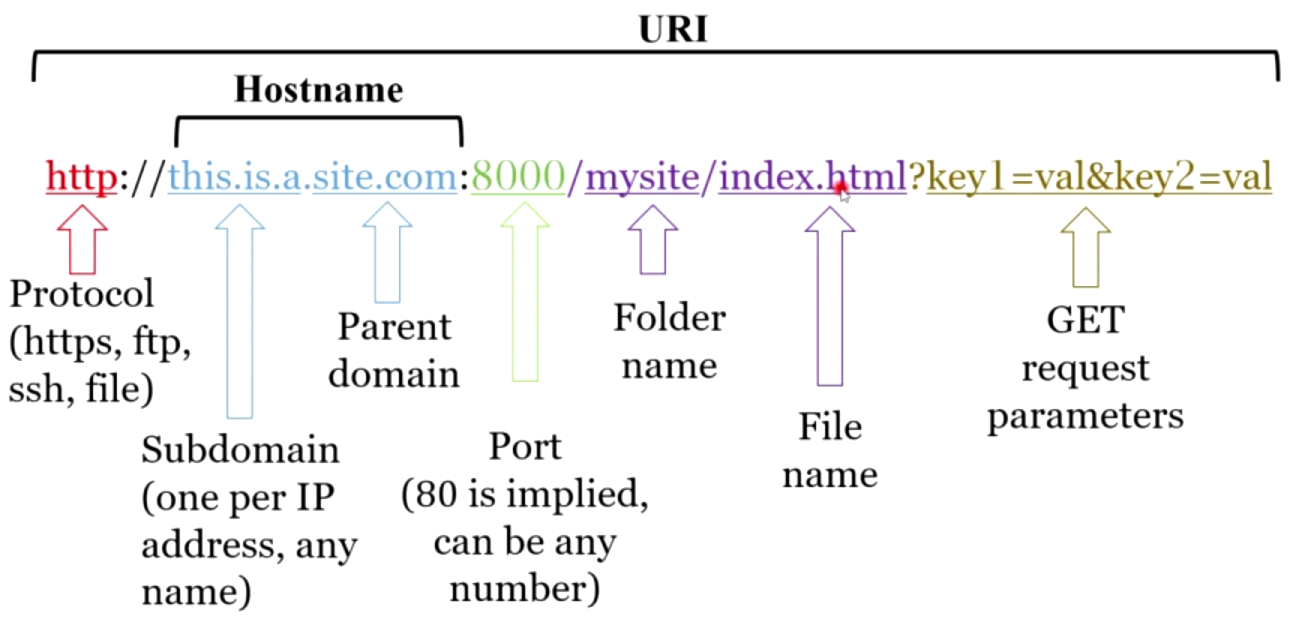 URI
Hostname
http://this.is.a.site.com:8000/mysite/index.html?key1=val&key2=val
Protocol
(https, ftp,
ssh, file)
Subdomain
(one per IP
address, any
name)
Parent
domain
Port
(80 is implied,
can be any
number)
Folder
name
File
name
GET
request
parameters